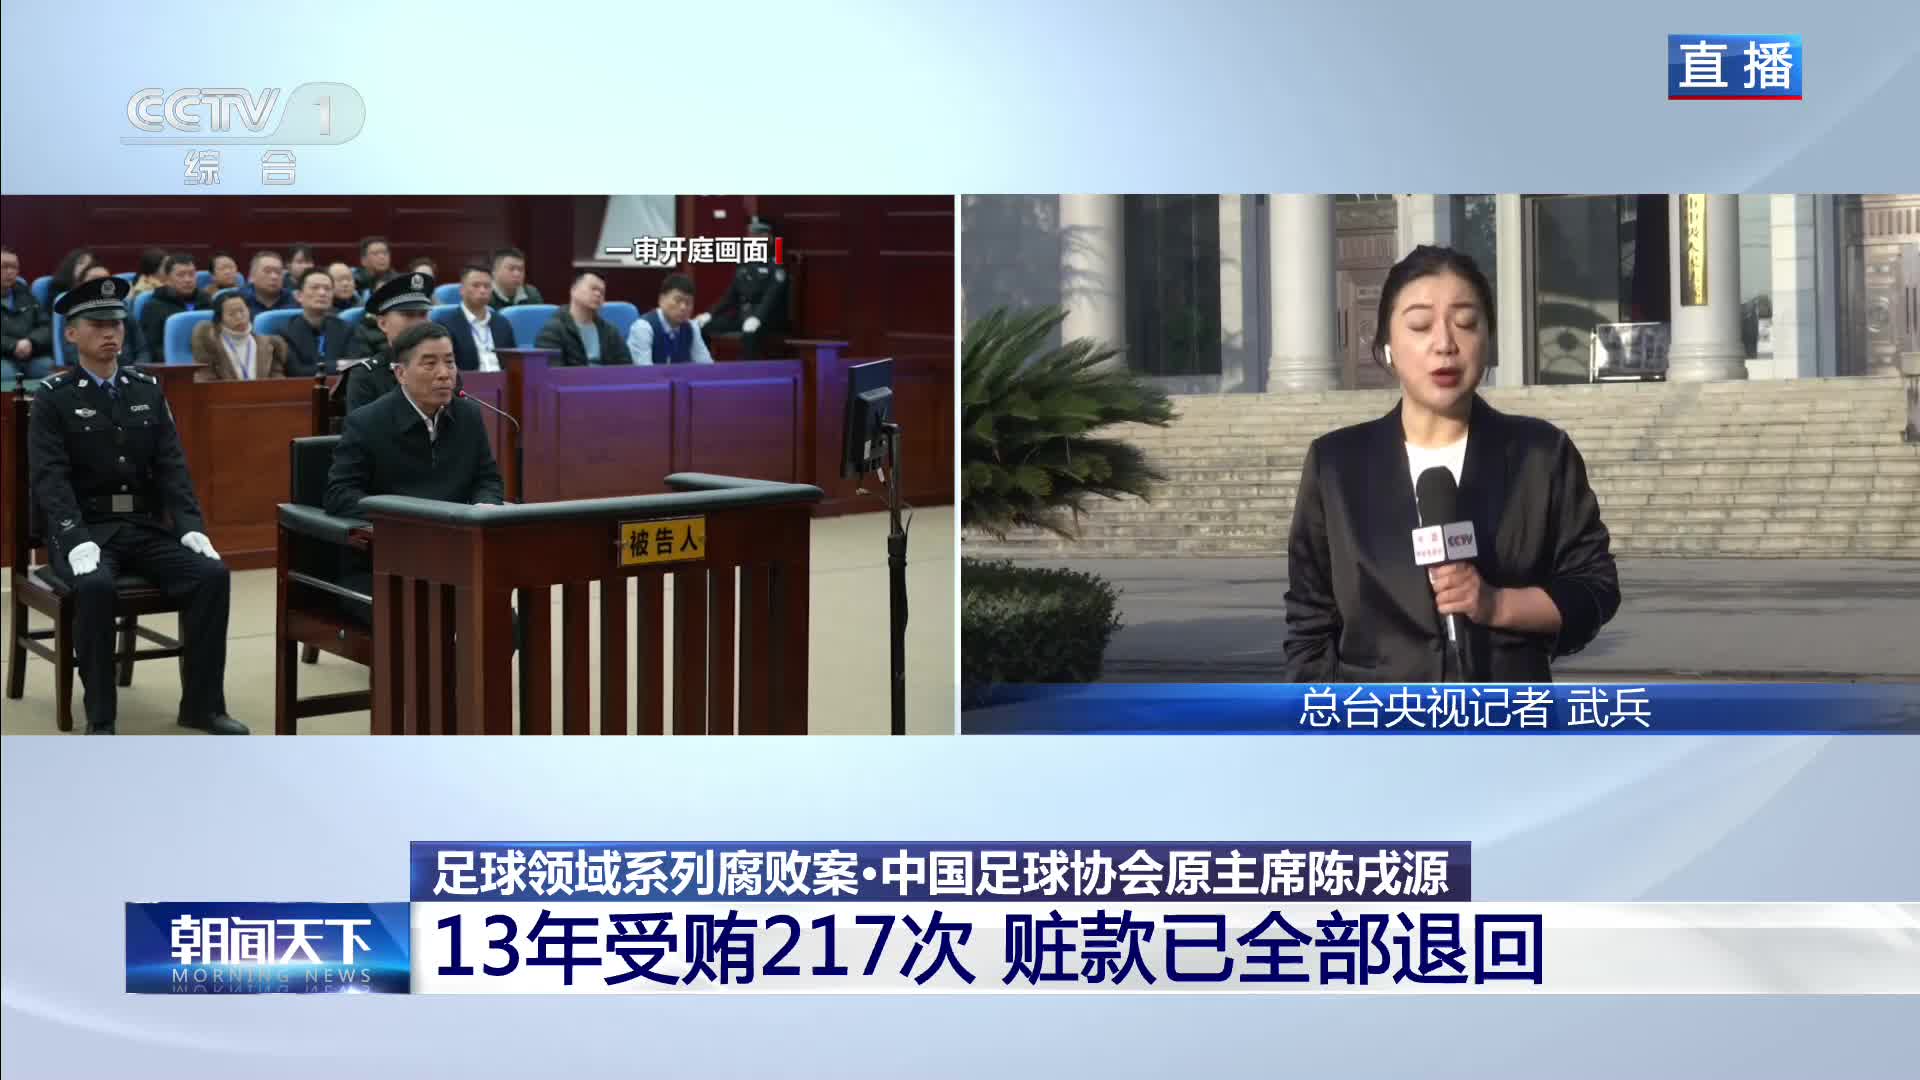 直播
CCTV 1
综合
一审开庭画面
被告人
CCTV
总台央视记者 武兵
足球领域系列腐败案·中国足球协会原主席陈戌源
朝闻天下
MORNING NEWS
13年受贿217次 赃款已全部退回